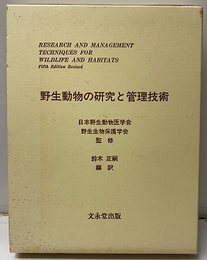 RESEARCH AND MANAGEMENT
TECHNIQUES FOR
WILDLIFE AND HABITATS
Fifth Edition Revised
野生動物の研究と管理技術
日本野生動物医学会
野生生物保護学会
監修
鈴木 正嗣
編訳
文永堂出版